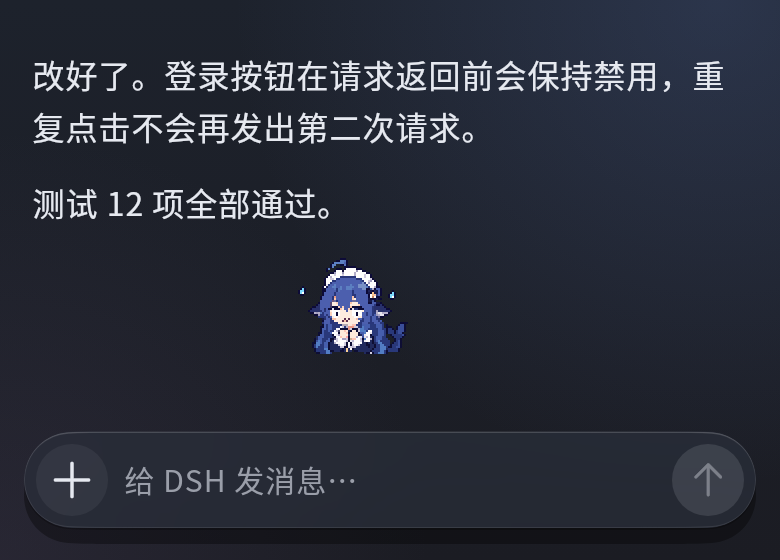 改好了。登录按钮在请求返回前会保持禁用，重
复点击不会再发出第二次请求。
测试 12 项全部通过。
给 DSH 发消息…